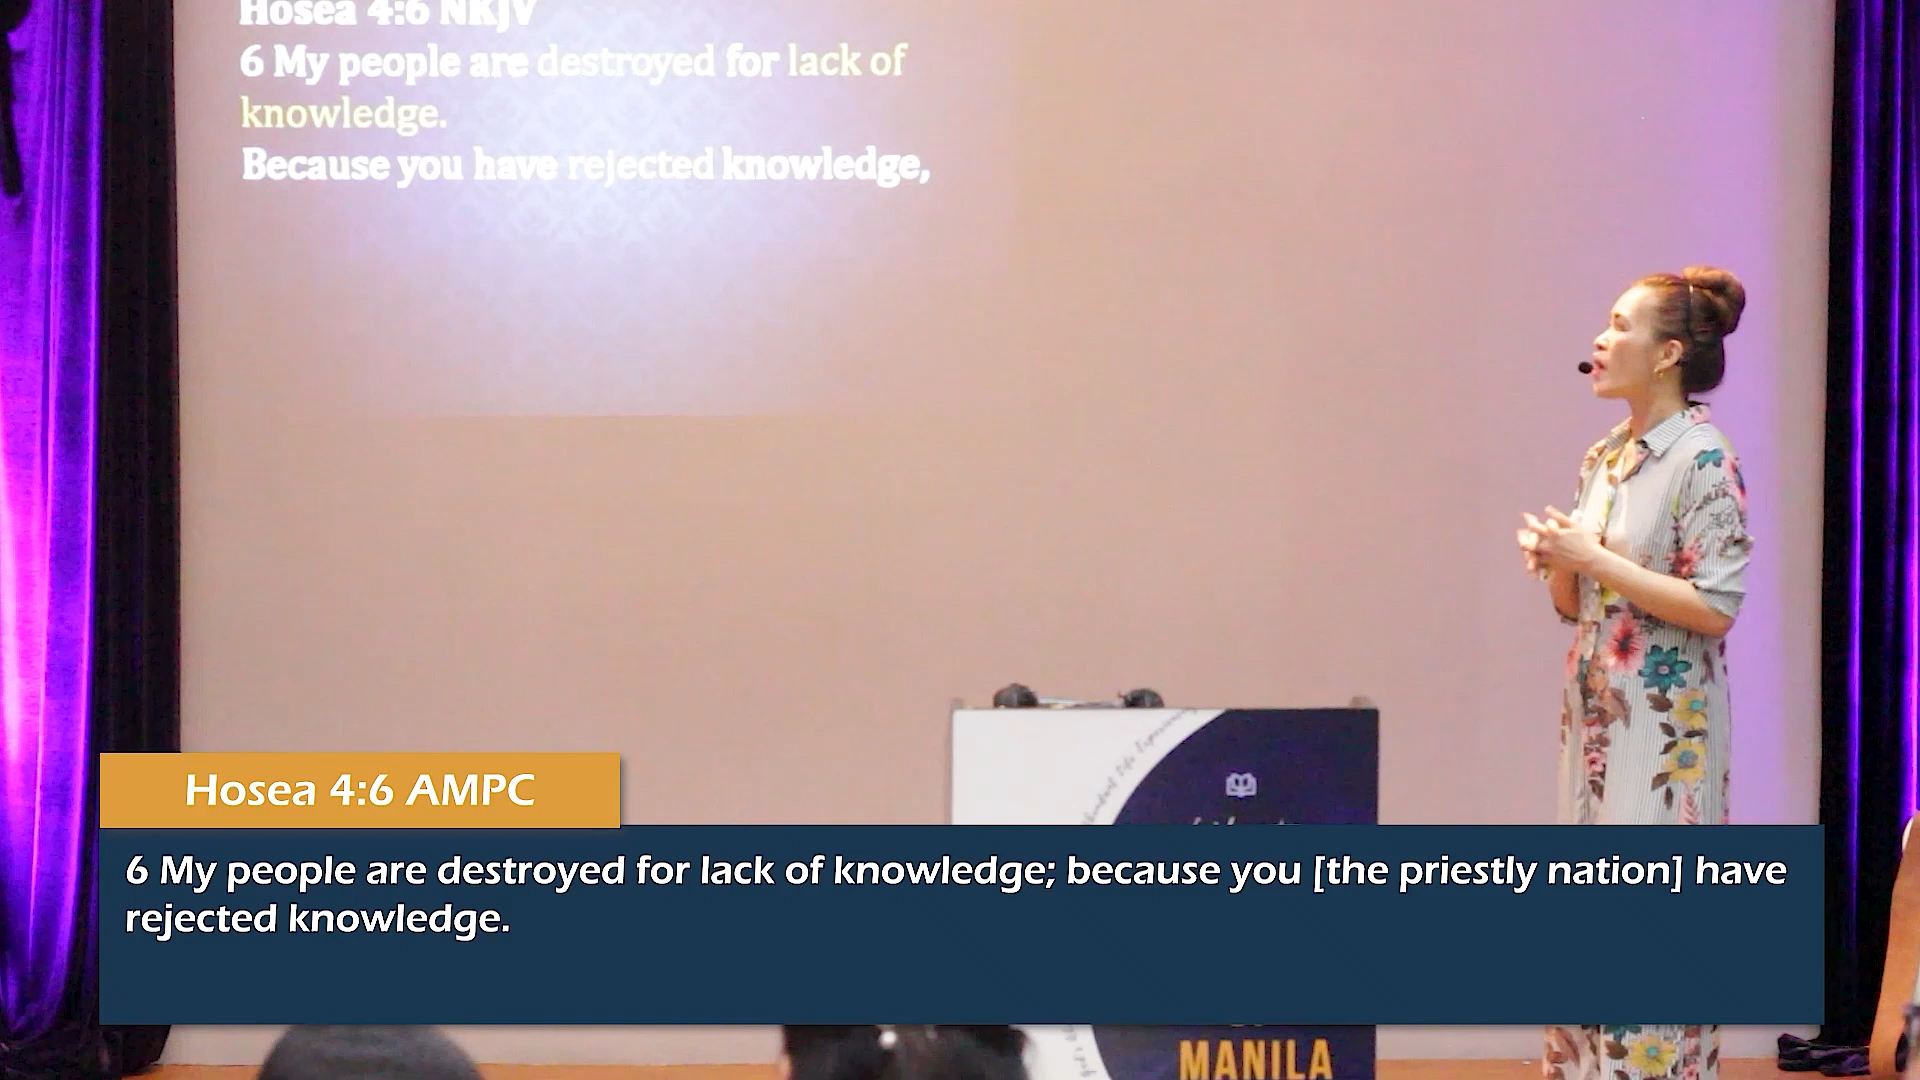 Hosea 4:6 NKJV
6 My people are destroyed for lack of
knowledge.
Because you have rejected knowledge,
Hosea 4:6 AMPC
6 My people are destroyed for lack of knowledge; because you [the priestly nation] have
rejected knowledge.
MANILA